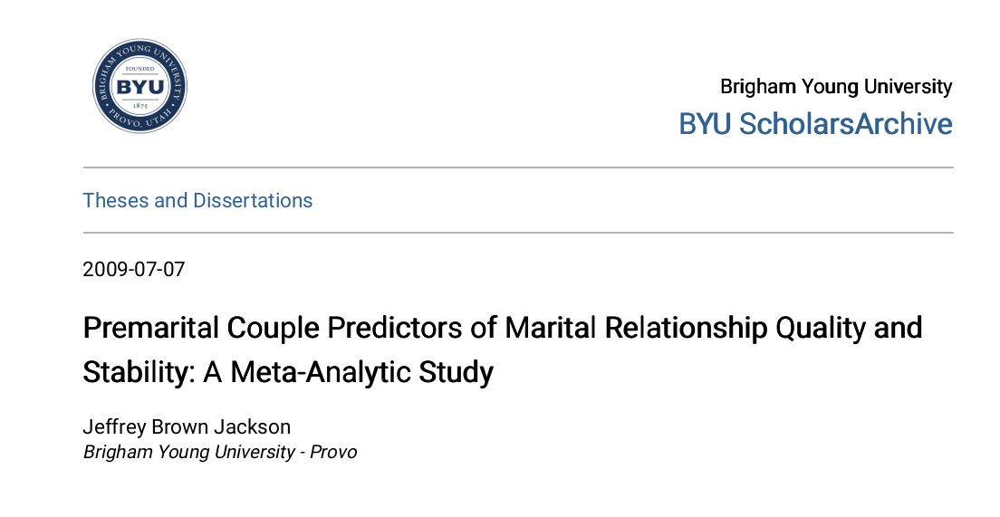 BRIGHAM YOUNG UNIVERSITY
FOUNDED
BYU
1875
PROVO, UTAH
Brigham Young University
BYU ScholarsArchive
Theses and Dissertations
2009-07-07
Premarital Couple Predictors of Marital Relationship Quality and
Stability: A Meta-Analytic Study
Jeffrey Brown Jackson
Brigham Young University - Provo